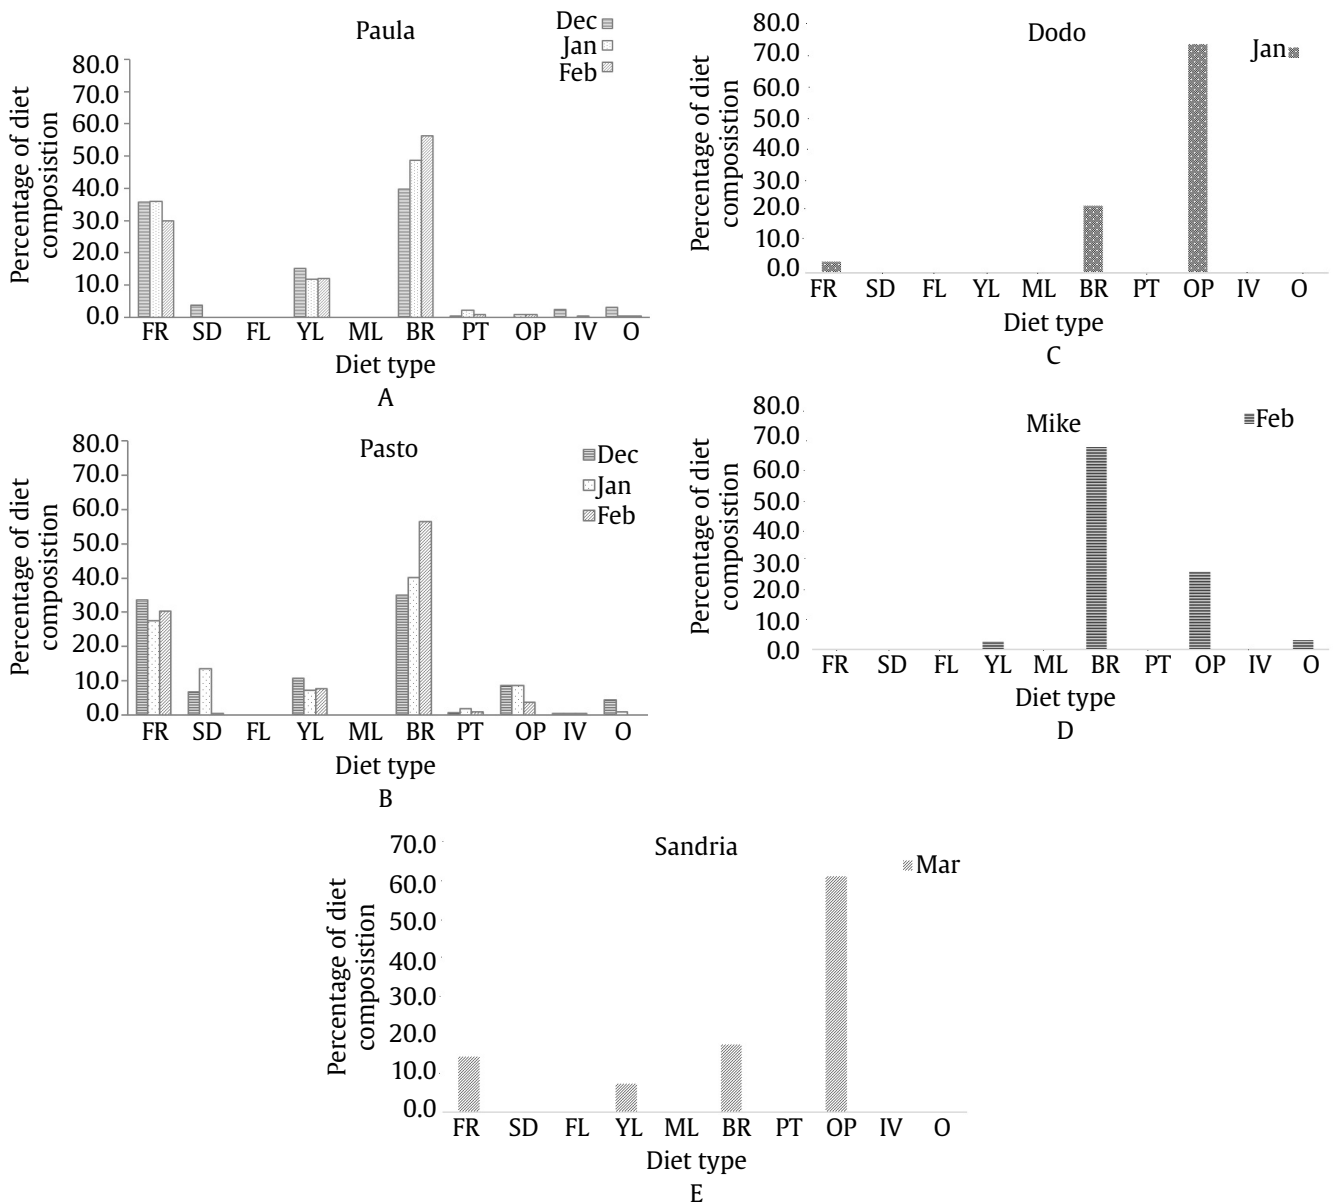 Paula
Dec
Jan
Feb
Percentage of diet
composistion
80.0
70.0
60.0
50.0
40.0
30.0
20.0
10.0
0.0
FR SD FL YL ML BR PT OP IV O
Diet type
A
Dodo
Jan
Percentage of diet
composistion
80.0
70.0
60.0
50.0
40.0
30.0
20.0
10.0
0.0
FR SD FL YL ML BR PT OP IV O
Diet type
C
Pasto
Dec
Jan
Feb
Percentage of diet
composistion
80.0
70.0
60.0
50.0
40.0
30.0
20.0
10.0
0.0
FR SD FL YL ML BR PT OP IV O
Diet type
B
Mike
Feb
Percentage of diet
composistion
80.0
70.0
60.0
50.0
40.0
30.0
20.0
10.0
0.0
FR SD FL YL ML BR PT OP IV O
Diet type
D
Sandria
Mar
Percentage of diet
composistion
70.0
60.0
50.0
40.0
30.0
20.0
10.0
0.0
FR SD FL YL ML BR PT OP IV O
Diet type
E